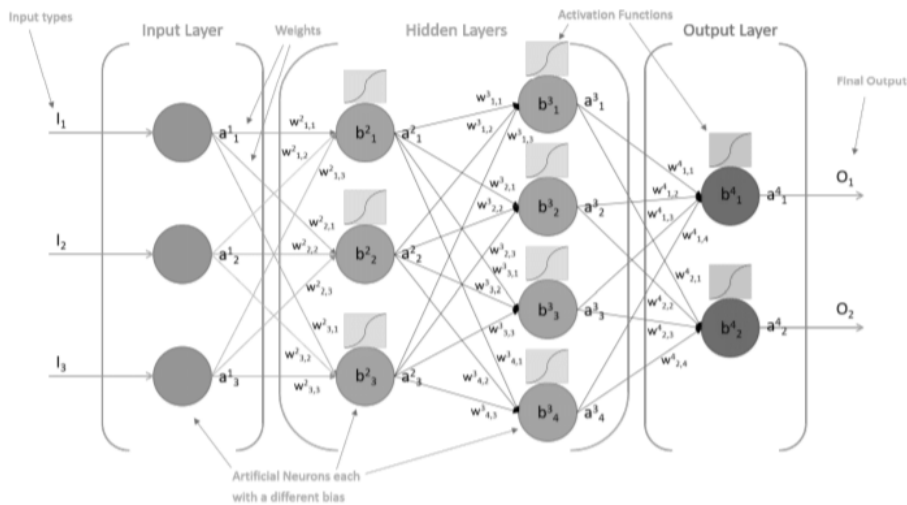 Input types
Input Layer
Weights
Hidden Layers
Activation Functions
Output Layer
Final Output
I₁
a¹₁
w²₁,₁
w²₁,₂
w²₁,₃
b²₁
a²₁
w³₁,₁
w³₁,₂
w³₁,₃
b³₁
a³₁
I₂
a¹₂
w²₂,₁
w²₂,₂
w²₂,₃
b²₂
a²₂
w³₂,₁
w³₂,₂
w³₂,₃
b³₂
a³₂
I₃
a¹₃
w²₃,₁
w²₃,₂
w²₃,₃
b²₃
a²₃
w³₃,₁
w³₃,₂
w³₃,₃
b³₃
a³₃
w³₄,₁
w³₄,₂
w³₄,₃
b³₄
a³₄
w⁴₁,₁
w⁴₁,₂
w⁴₁,₃
w⁴₁,₄
b⁴₁
a⁴₁
O₁
w⁴₂,₁
w⁴₂,₂
w⁴₂,₃
w⁴₂,₄
b⁴₂
a⁴₂
O₂
Artificial Neurons each
with a different bias